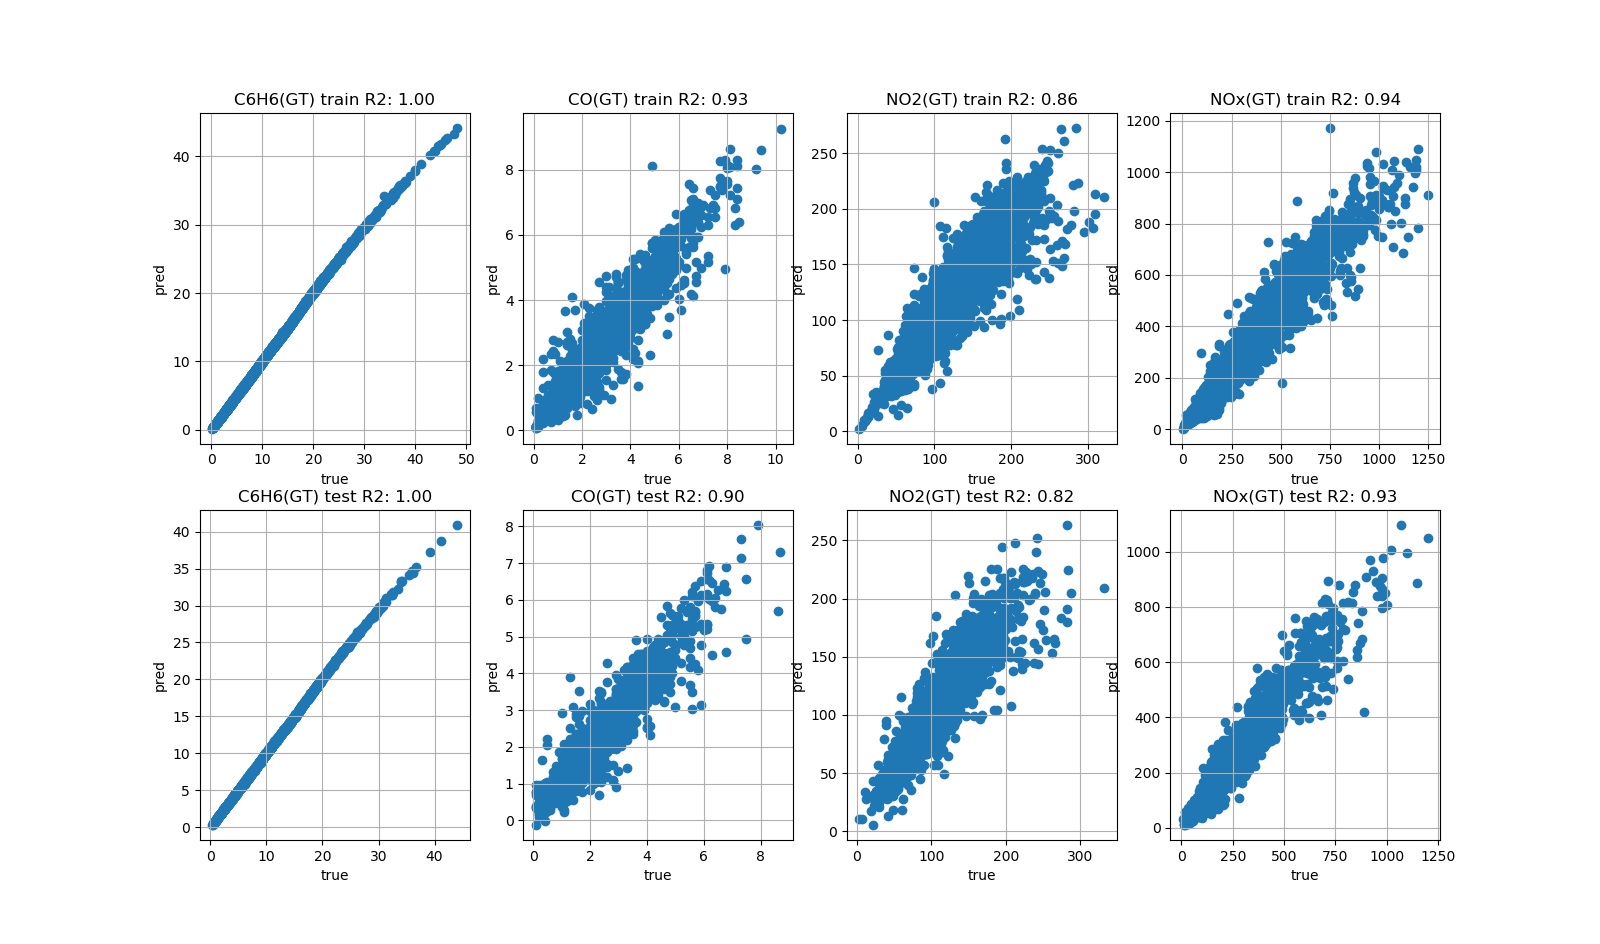 C6H6(GT) train R2: 1.00
40
30
20
10
0
pred
0 10 20 30 40 50
true
CO(GT) train R2: 0.93
8
6
4
2
0
pred
0 2 4 6 8 10
true
NO2(GT) train R2: 0.86
250
200
150
100
50
0
pred
0 100 200 300
true
NOx(GT) train R2: 0.94
1200
1000
800
600
400
200
0
pred
0 250 500 750 1000 1250
true
C6H6(GT) test R2: 1.00
40
35
30
25
20
15
10
5
0
pred
0 10 20 30 40
true
CO(GT) test R2: 0.90
8
7
6
5
4
3
2
1
0
pred
0 2 4 6 8
true
NO2(GT) test R2: 0.82
250
200
150
100
50
0
pred
0 100 200 300
true
NOx(GT) test R2: 0.93
1000
800
600
400
200
0
pred
0 250 500 750 1000 1250
true